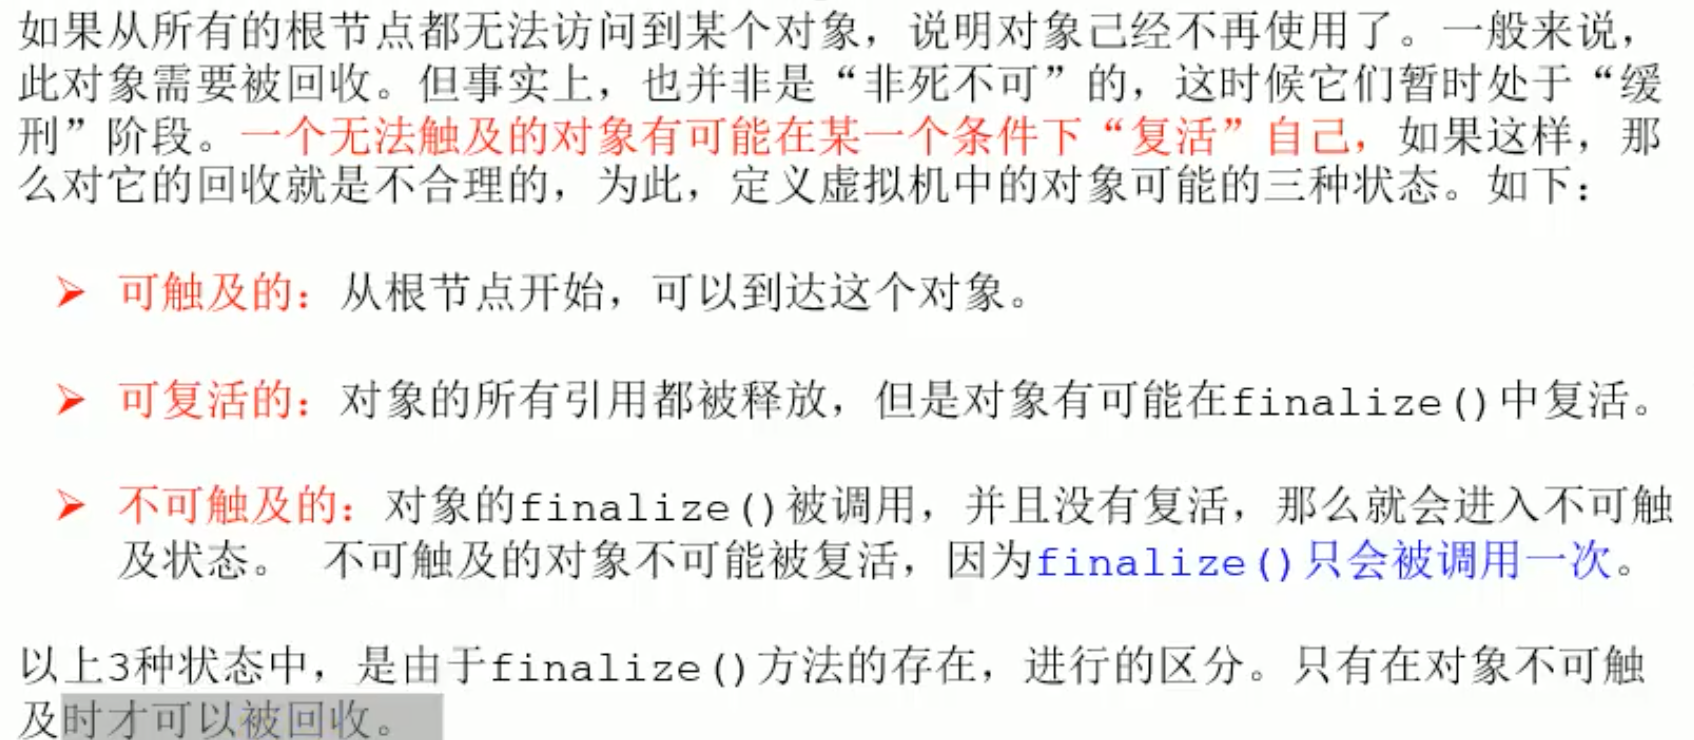 如果从所有的根节点都无法访问到某个对象，说明对象己经不再使用了。一般来说，
此对象需要被回收。但事实上，也并非是“非死不可”的，这时候它们暂时处于“缓
刑”阶段。一个无法触及的对象有可能在某一个条件下“复活”自己，如果这样，那
么对它的回收就是不合理的，为此，定义虚拟机中的对象可能的三种状态。如下：
➢ 可触及的：从根节点开始，可以到达这个对象。
➢ 可复活的：对象的所有引用都被释放，但是对象有可能在finalize()中复活。
➢ 不可触及的：对象的finalize()被调用，并且没有复活，那么就会进入不可触
及状态。 不可触及的对象不可能被复活，因为finalize()只会被调用一次。
以上3种状态中，是由于finalize()方法的存在，进行的区分。只有在对象不可触
及时才可以被回收。